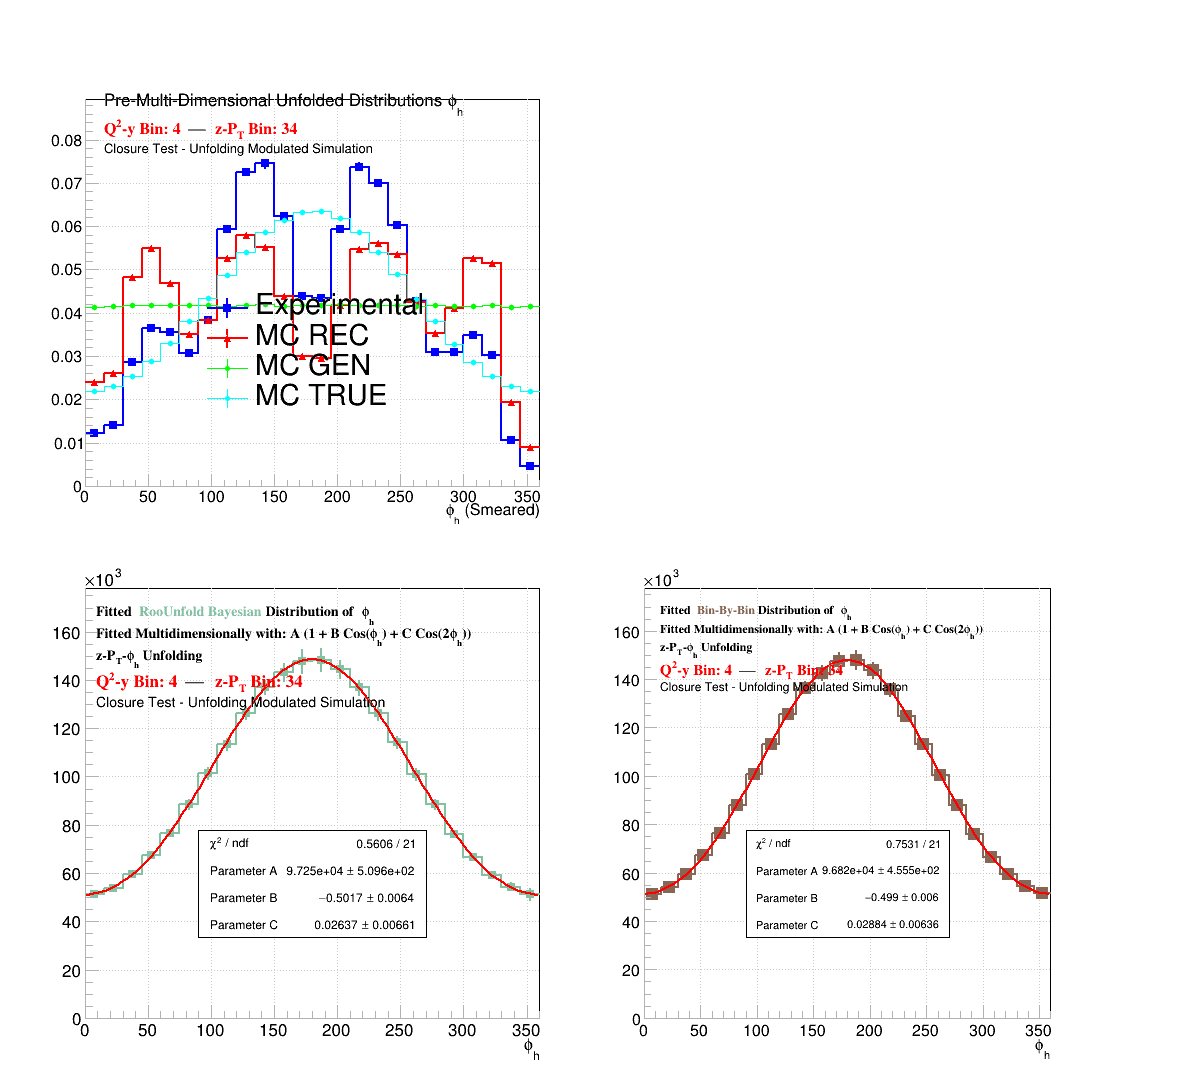 Pre-Multi-Dimensional Unfolded Distributions ϕh
Q²-y Bin: 4 — z-PT Bin: 34
Closure Test - Unfolding Modulated Simulation
0.08
0.07
0.06
0.05
0.04
0.03
0.02
0.01
0
Experimental
MC REC
MC GEN
MC TRUE
0 50 100 150 200 250 300 350
ϕh (Smeared)
×10³
Fitted RooUnfold Bayesian Distribution of ϕh
Fitted Multidimensionally with: A (1 + B Cos(ϕh) + C Cos(2ϕh))
z-PT-ϕh Unfolding
Q²-y Bin: 4 — z-PT Bin: 34
Closure Test - Unfolding Modulated Simulation
160
140
120
100
80
60
40
20
0
χ² / ndf 0.5606 / 21
Parameter A 9.725e+04 ± 5.096e+02
Parameter B −0.5017 ± 0.0064
Parameter C 0.02637 ± 0.00661
0 50 100 150 200 250 300 350
ϕh
×10³
Fitted Bin-By-Bin Distribution of ϕh
Fitted Multidimensionally with: A (1 + B Cos(ϕh) + C Cos(2ϕh))
z-PT-ϕh Unfolding
Q²-y Bin: 4 — z-PT Bin: 34
Closure Test - Unfolding Modulated Simulation
160
140
120
100
80
60
40
20
0
χ² / ndf 0.7531 / 21
Parameter A 9.682e+04 ± 4.555e+02
Parameter B −0.499 ± 0.006
Parameter C 0.02884 ± 0.00636
0 50 100 150 200 250 300 350
ϕh